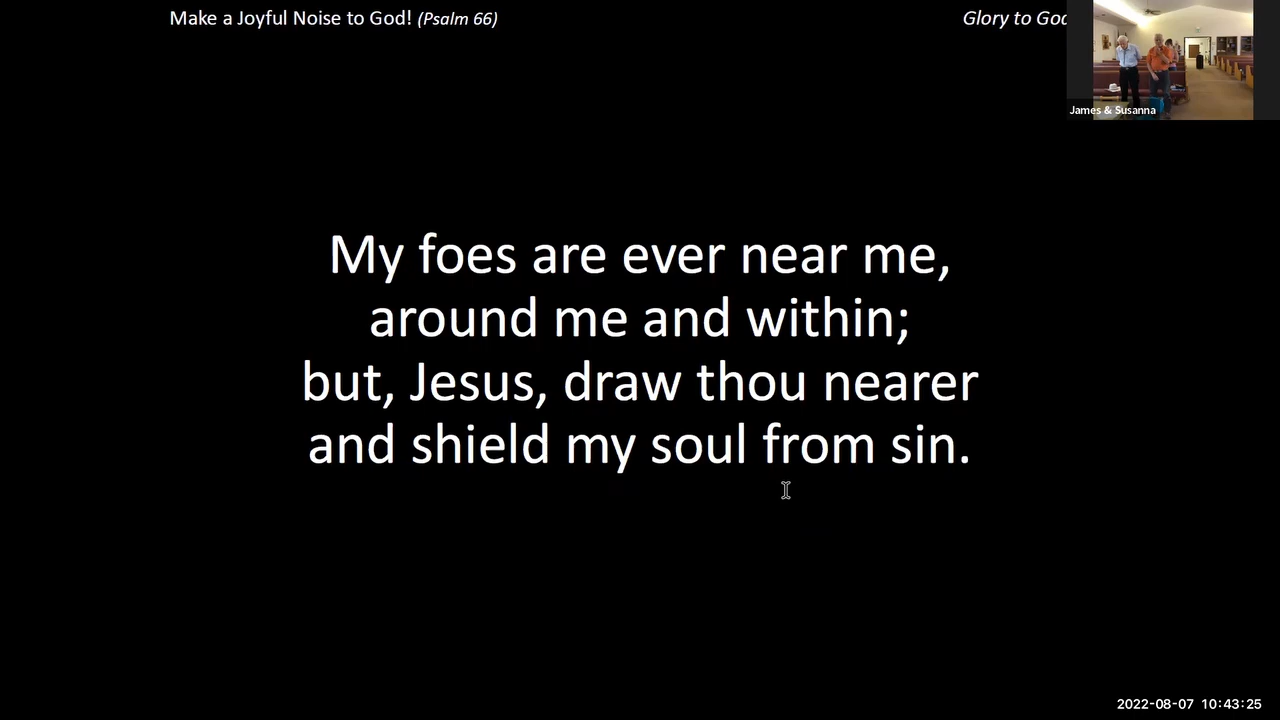 Make a Joyful Noise to God! (Psalm 66)
Glory to God
James & Susanna
My foes are ever near me,
around me and within;
but, Jesus, draw thou nearer
and shield my soul from sin.
2022-08-07 10:43:25